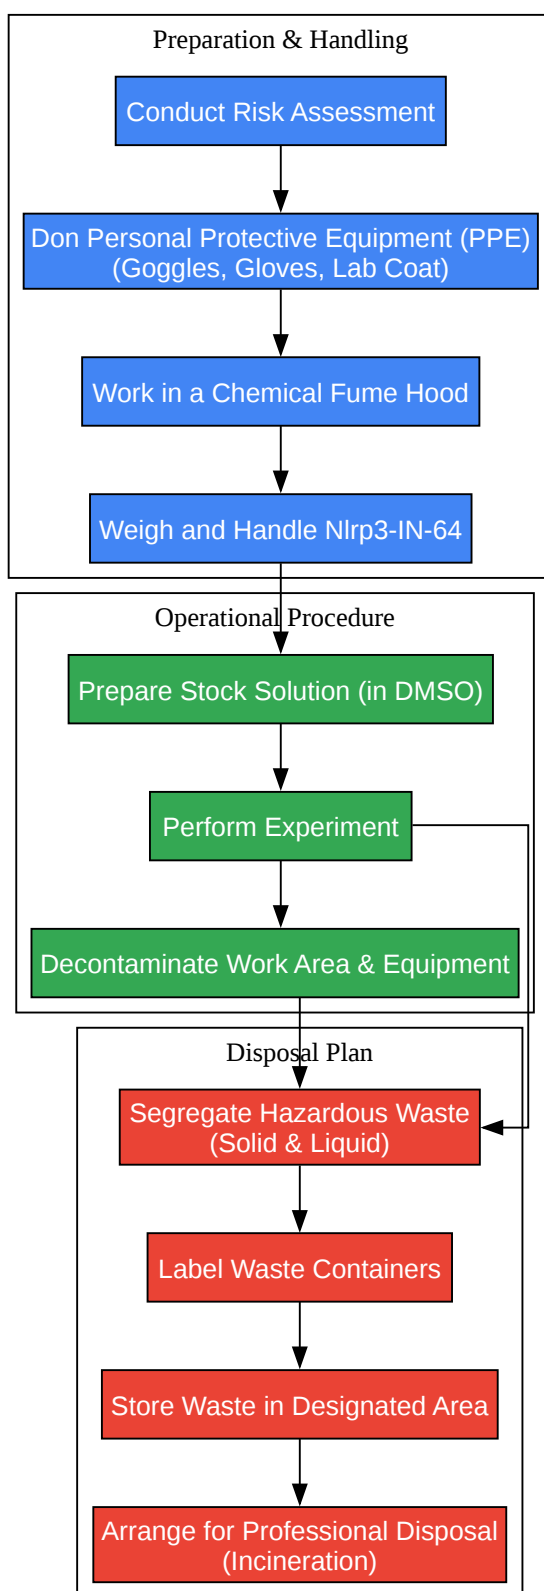 Preparation & Handling
Conduct Risk Assessment
Don Personal Protective Equipment (PPE)
(Goggles, Gloves, Lab Coat)
Work in a Chemical Fume Hood
Weigh and Handle Nlrp3-IN-64
Operational Procedure
Prepare Stock Solution (in DMSO)
Perform Experiment
Decontaminate Work Area & Equipment
Disposal Plan
Segregate Hazardous Waste
(Solid & Liquid)
Label Waste Containers
Store Waste in Designated Area
Arrange for Professional Disposal
(Incineration)